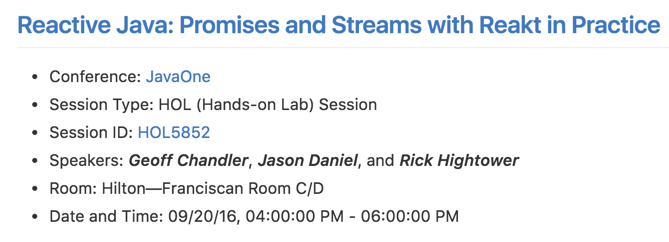 Reactive Java: Promises and Streams with Reakt in Practice
• Conference: JavaOne
• Session Type: HOL (Hands-on Lab) Session
• Session ID: HOL5852
• Speakers: Geoff Chandler, Jason Daniel, and Rick Hightower
• Room: Hilton—Franciscan Room C/D
• Date and Time: 09/20/16, 04:00:00 PM - 06:00:00 PM